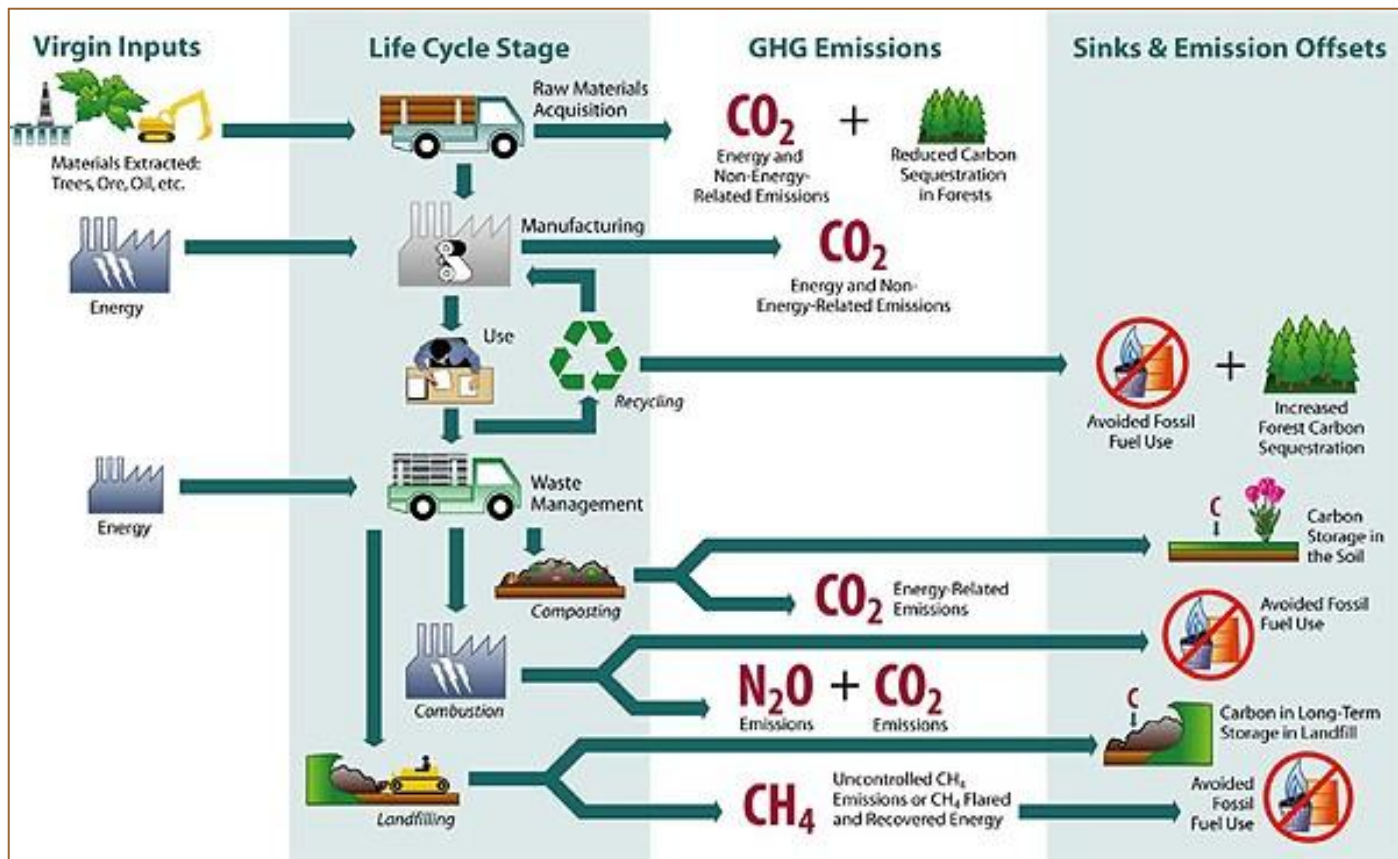 Virgin Inputs
Life Cycle Stage
GHG Emissions
Sinks & Emission Offsets
Materials Extracted:
Trees, Ore, Oil, etc.
Raw Materials
Acquisition
CO₂
Energy and
Non-Energy-
Related Emissions
+
Reduced Carbon
Sequestration
in Forests
Energy
Manufacturing
CO₂
Energy and Non-
Energy-Related Emissions
Use
Recycling
Avoided Fossil
Fuel Use
+
Increased
Forest Carbon
Sequestration
Energy
Waste
Management
Composting
C
Carbon
Storage in
the Soil
CO₂
Energy-Related
Emissions
Combustion
Avoided Fossil
Fuel Use
N₂O + CO₂
Emissions
Emissions
Landfilling
C
Carbon in Long-Term
Storage in Landfill
CH₄
Uncontrolled CH₄
Emissions or CH₄ Flared
and Recovered Energy
Avoided
Fossil
Fuel Use